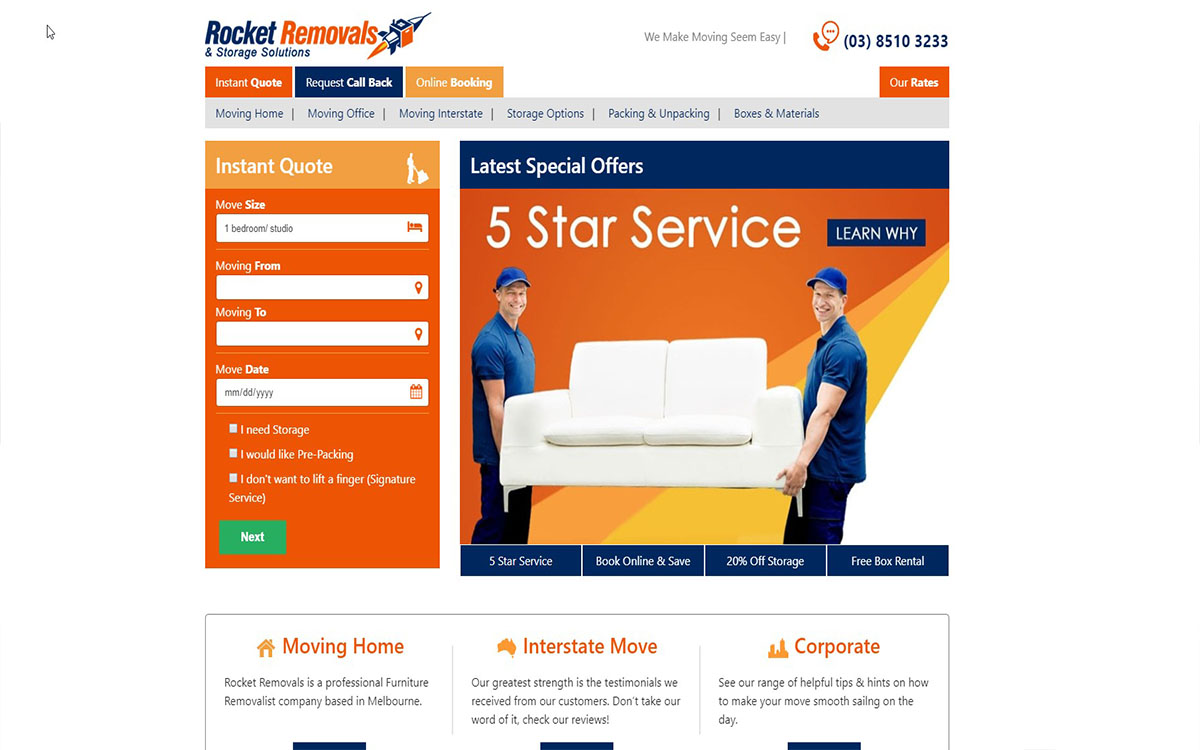 Rocket Removals
& Storage Solutions
We Make Moving Seem Easy |
(03) 8510 3233
Instant Quote
Request Call Back
Online Booking
Our Rates
Moving Home | Moving Office | Moving Interstate | Storage Options | Packing & Unpacking | Boxes & Materials
Instant Quote
Move Size
1 bedroom/ studio
Moving From
Moving To
Move Date
mm/dd/yyyy
I need Storage
I would like Pre-Packing
I don't want to lift a finger (Signature
Service)
Next
Latest Special Offers
5 Star Service
LEARN WHY
5 Star Service
Book Online & Save
20% Off Storage
Free Box Rental
Moving Home
Rocket Removals is a professional Furniture
Removalist company based in Melbourne.
Interstate Move
Our greatest strength is the testimonials we
received from our customers. Don't take our
word of it, check our reviews!
Corporate
See our range of helpful tips & hints on how
to make your move smooth sailng on the
day.